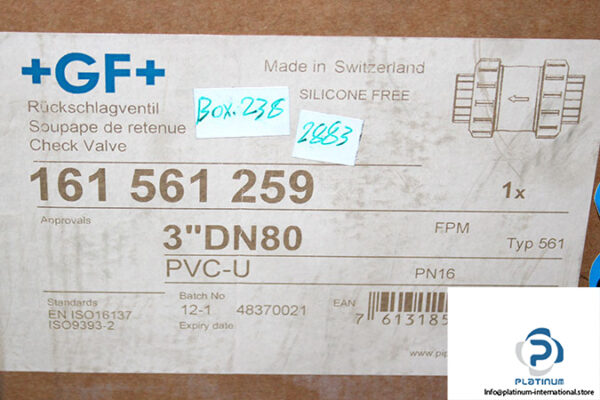 +GF+
Made in Switzerland
SILICONE FREE
Rückschlagventil
Soupape de retenue
Check Valve
Box.238
2883
161 561 259
1x
Approvals
3"DN80
FPM
Typ 561
PVC-U
PN16
Standards
EN ISO16137
ISO9393-2
Batch No
12-1 48370021
Expiry date
EAN
7 613185
www.pip
PLATINUM
Info@platinum-international.store